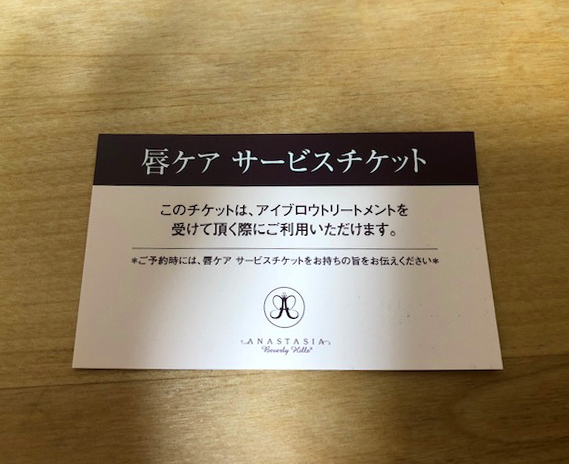 唇ケア サービスチケット
このチケットは、アイブロウトリートメントを
受けて頂く際にご利用いただけます。
*ご予約時には、唇ケア サービスチケットをお持ちの旨をお伝えください*
A
ANASTASIA
Beverly Hills®